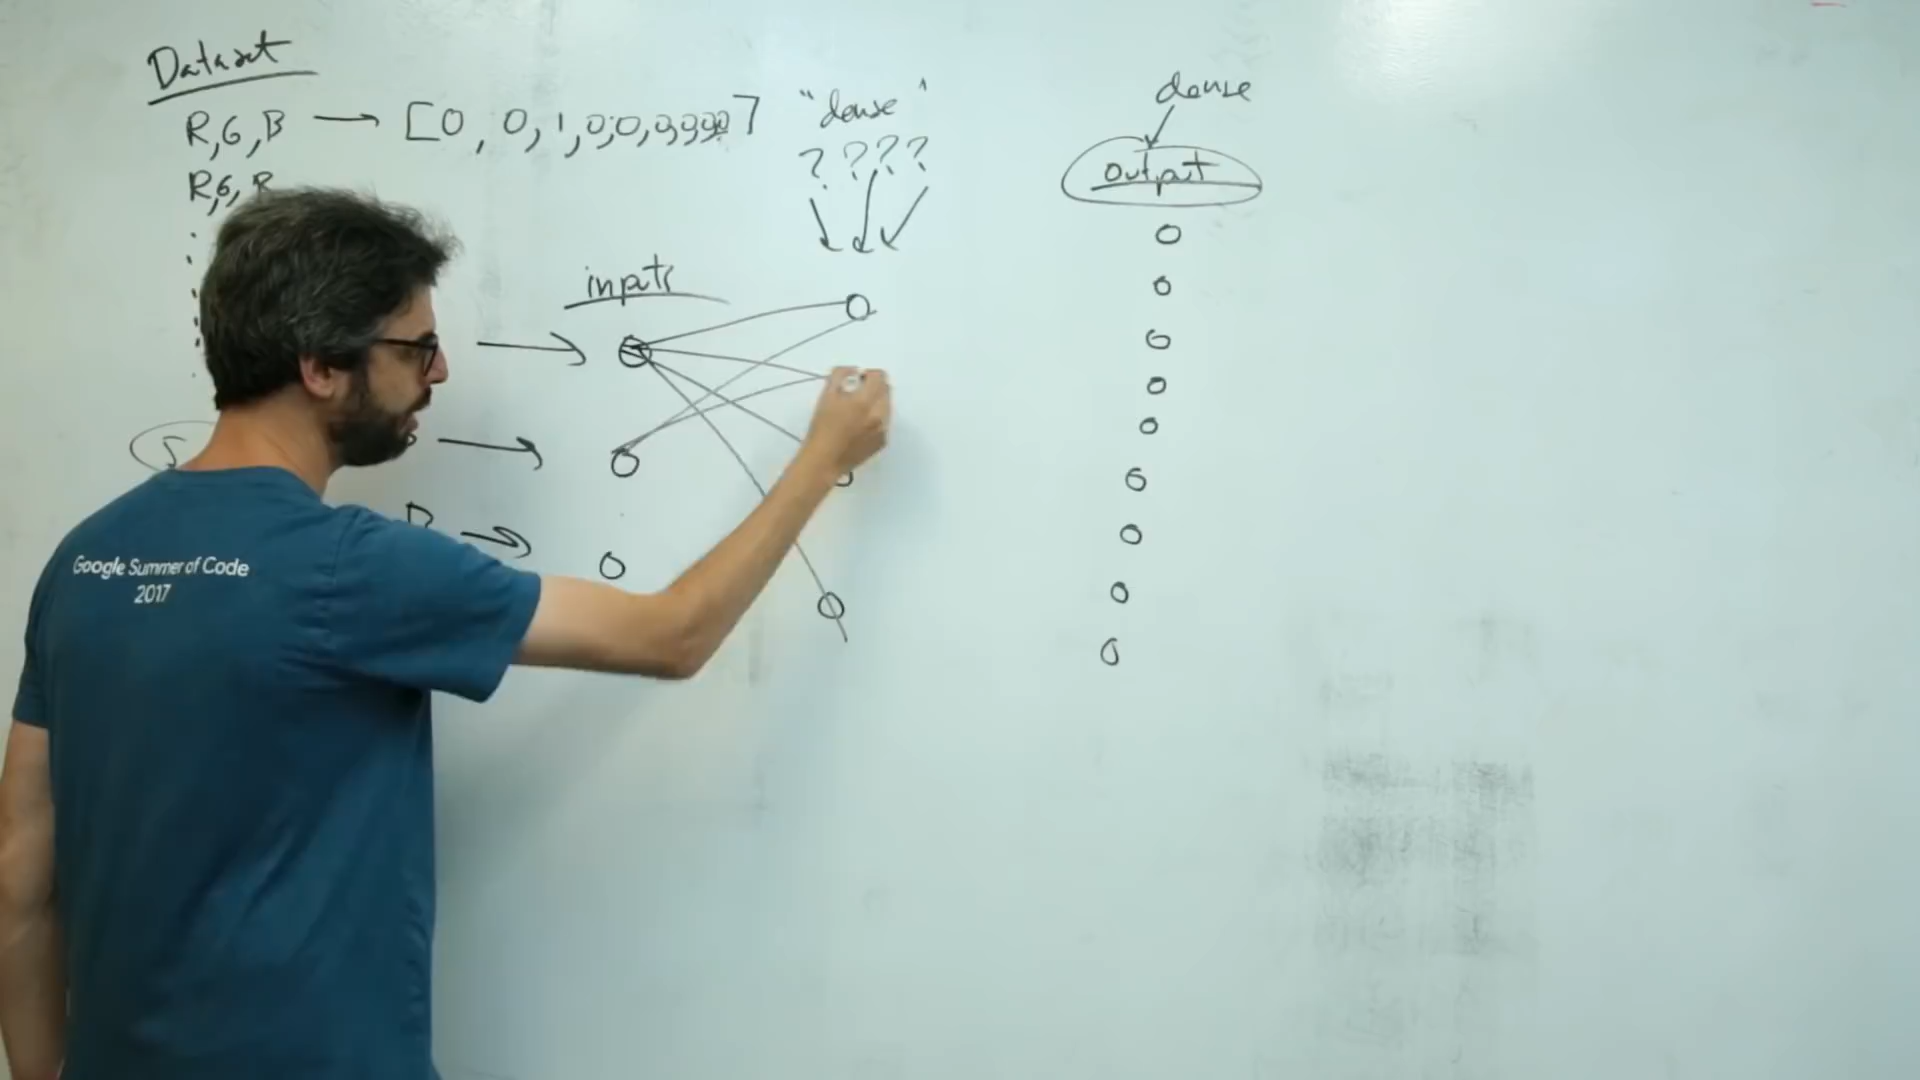 Dataset
R,G,B → [0, 0, 1, 0,0,0,0,0,0]
"dense"
R,G,B
? ? ? ?
dense
output
inputs
Google Summer of Code
2017